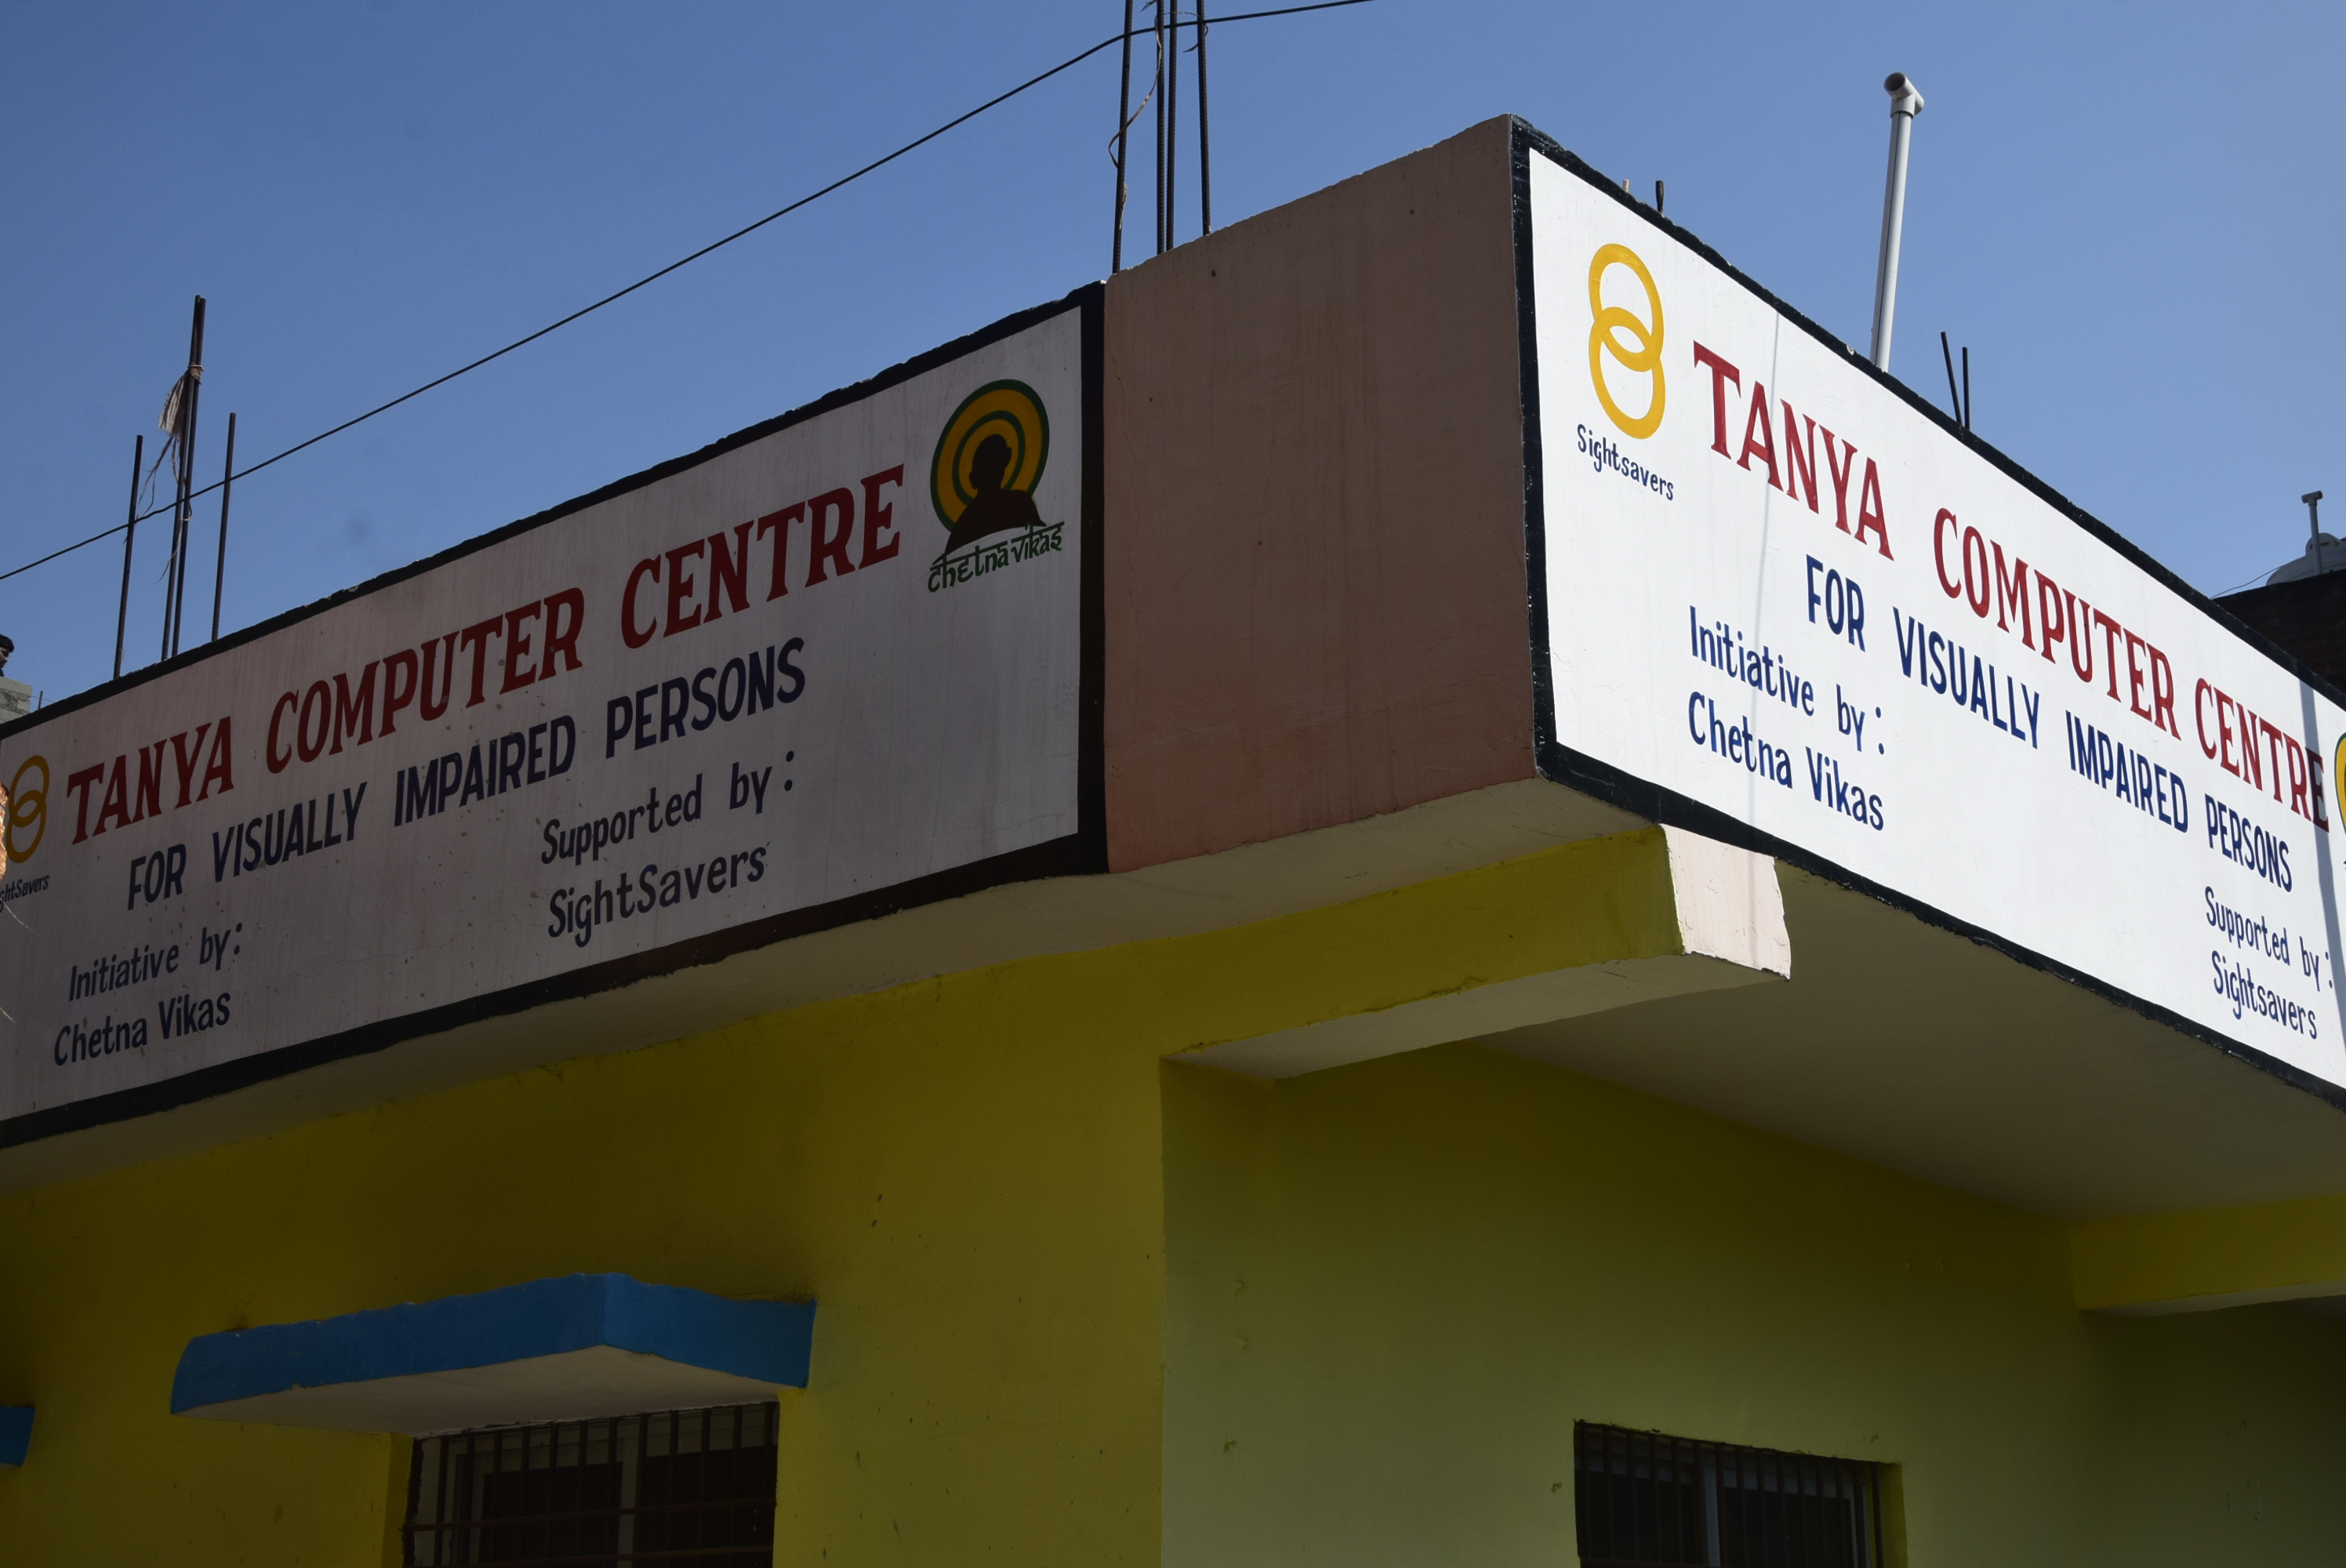 TANYA COMPUTER CENTRE
FOR VISUALLY IMPAIRED PERSONS
Initiative by:
Chetna Vikas
Supported by:
SightSavers
chetna vikas
Sightsavers
TANYA COMPUTER CENTRE
FOR VISUALLY IMPAIRED PERSONS
Initiative by:
Chetna Vikas
Supported by:
Sightsavers